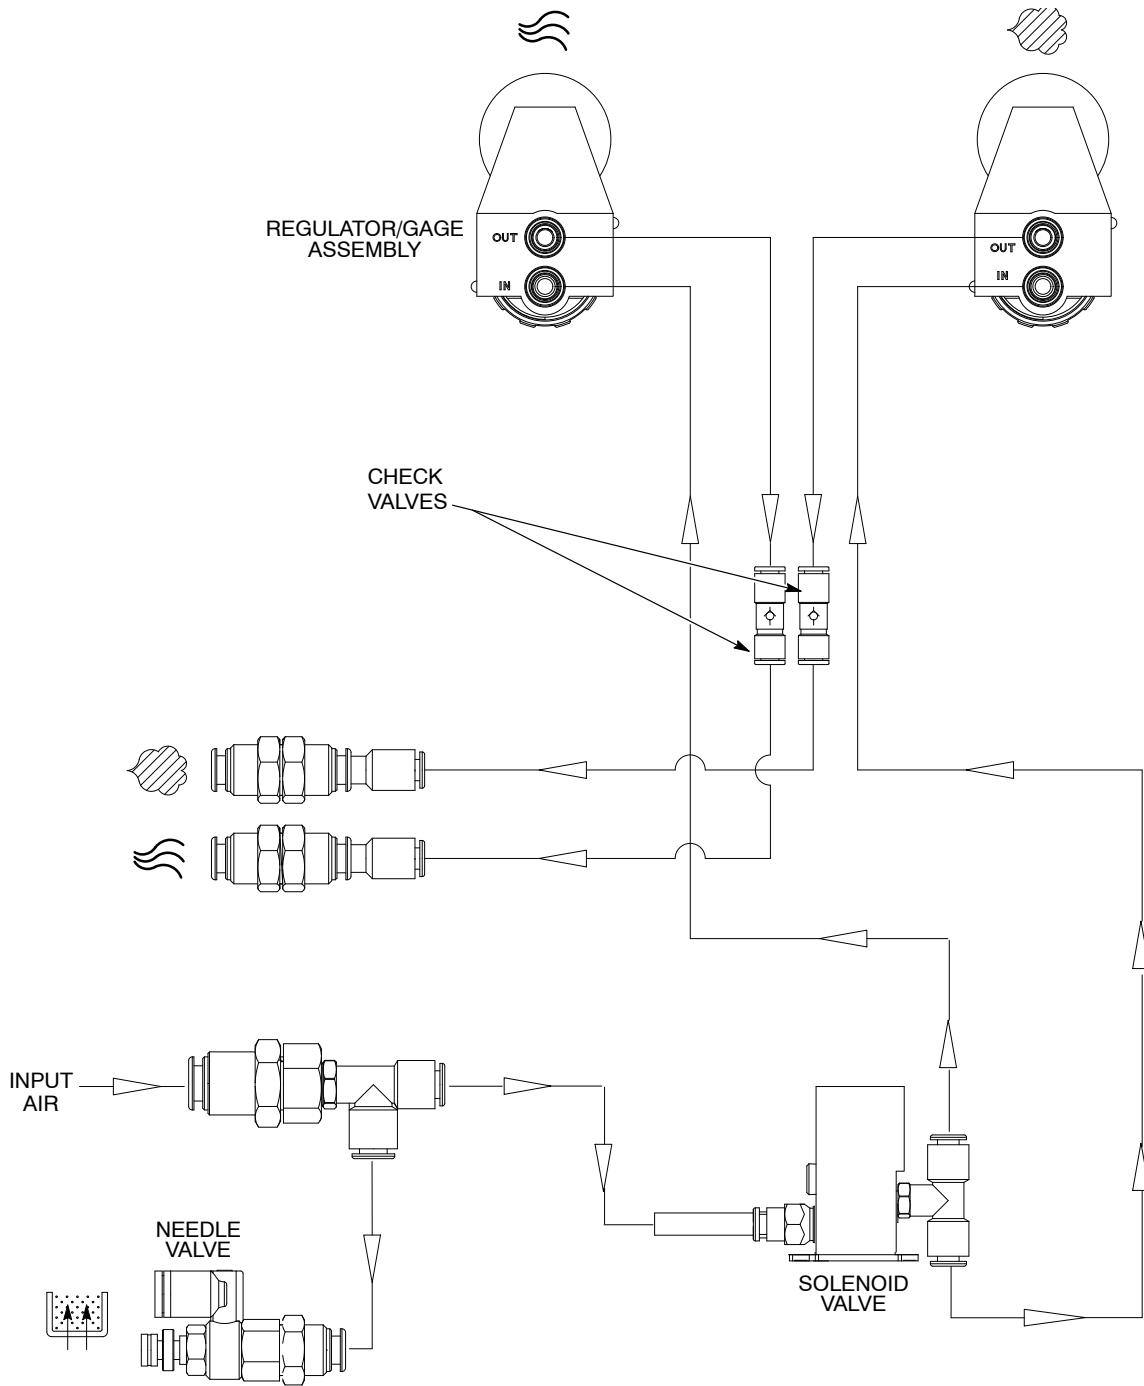 REGULATOR/GAGE
ASSEMBLY
OUT
IN
OUT
IN
CHECK
VALVES
INPUT
AIR
NEEDLE
VALVE
SOLENOID
VALVE